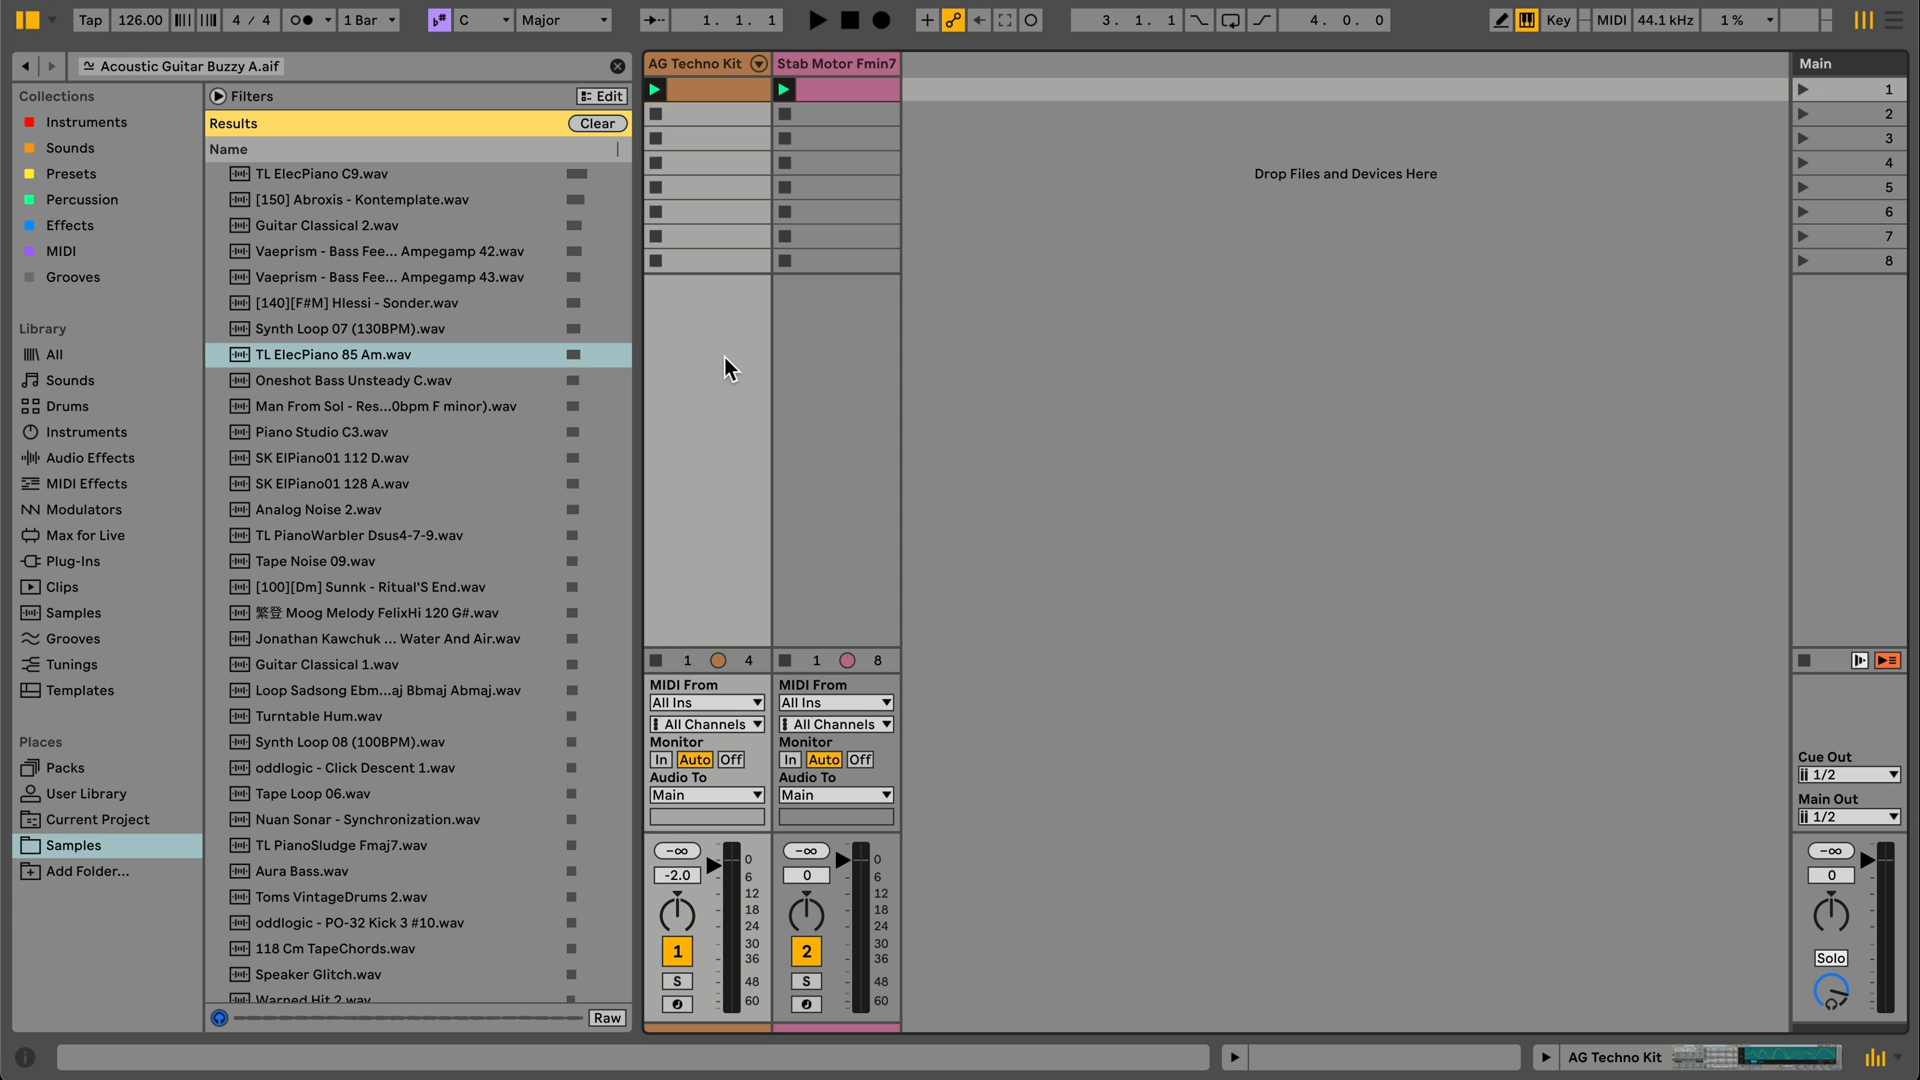 Tap 126.00 4 / 4 1 Bar C Major 1. 1. 1 3. 1. 1 4. 0. 0 Key MIDI 44.1 kHz 1 %
Acoustic Guitar Buzzy A.aif
Collections
Instruments
Sounds
Presets
Percussion
Effects
MIDI
Grooves
Library
All
Sounds
Drums
Instruments
Audio Effects
MIDI Effects
Modulators
Max for Live
Plug-Ins
Clips
Samples
Grooves
Tunings
Templates
Places
Packs
User Library
Current Project
Samples
Add Folder...
Filters Edit
Results Clear
Name
TL ElecPiano C9.wav
[150] Abroxis - Kontemplate.wav
Guitar Classical 2.wav
Vaeprism - Bass Fee... Ampegamp 42.wav
Vaeprism - Bass Fee... Ampegamp 43.wav
[140][F#M] Hlessi - Sonder.wav
Synth Loop 07 (130BPM).wav
TL ElecPiano 85 Am.wav
Oneshot Bass Unsteady C.wav
Man From Sol - Res...0bpm F minor).wav
Piano Studio C3.wav
SK ElPiano01 112 D.wav
SK ElPiano01 128 A.wav
Analog Noise 2.wav
TL PianoWarbler Dsus4-7-9.wav
Tape Noise 09.wav
[100][Dm] Sunnk - Ritual'S End.wav
繁登 Moog Melody FelixHi 120 G#.wav
Jonathan Kawchuk ... Water And Air.wav
Guitar Classical 1.wav
Loop Sadsong Ebm...aj Bbmaj Abmaj.wav
Turntable Hum.wav
Synth Loop 08 (100BPM).wav
oddlogic - Click Descent 1.wav
Tape Loop 06.wav
Nuan Sonar - Synchronization.wav
TL PianoSludge Fmaj7.wav
Aura Bass.wav
Toms VintageDrums 2.wav
oddlogic - PO-32 Kick 3 #10.wav
118 Cm TapeChords.wav
Speaker Glitch.wav
Warned Hit 2.wav
Raw
AG Techno Kit Stab Motor Fmin7 Main
1
2
3
4
5
6
7
8
Drop Files and Devices Here
1 4 1 8
MIDI From MIDI From
All Ins All Ins
All Channels All Channels
Monitor Monitor
In Auto Off In Auto Off
Audio To Audio To
Main Main
Cue Out
1/2
Main Out
1/2
-∞ -∞ -∞
-2.0 0 0
0 0
6 6
12 12
18 18
24 24
30 30
36 36
48 48
60 60
1 2
S S Solo
AG Techno Kit